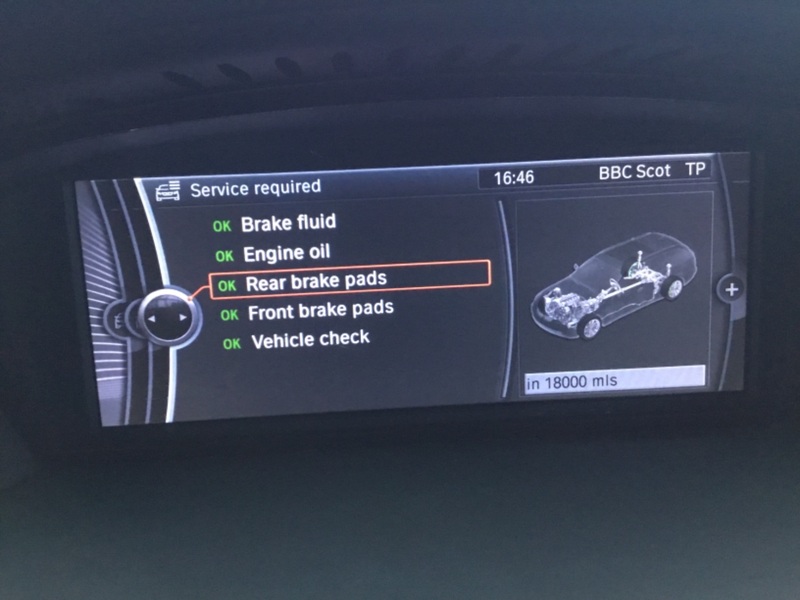 Service required
16:46
BBC Scot TP
OK Brake fluid
OK Engine oil
OK Rear brake pads
OK Front brake pads
OK Vehicle check
in 18000 mls